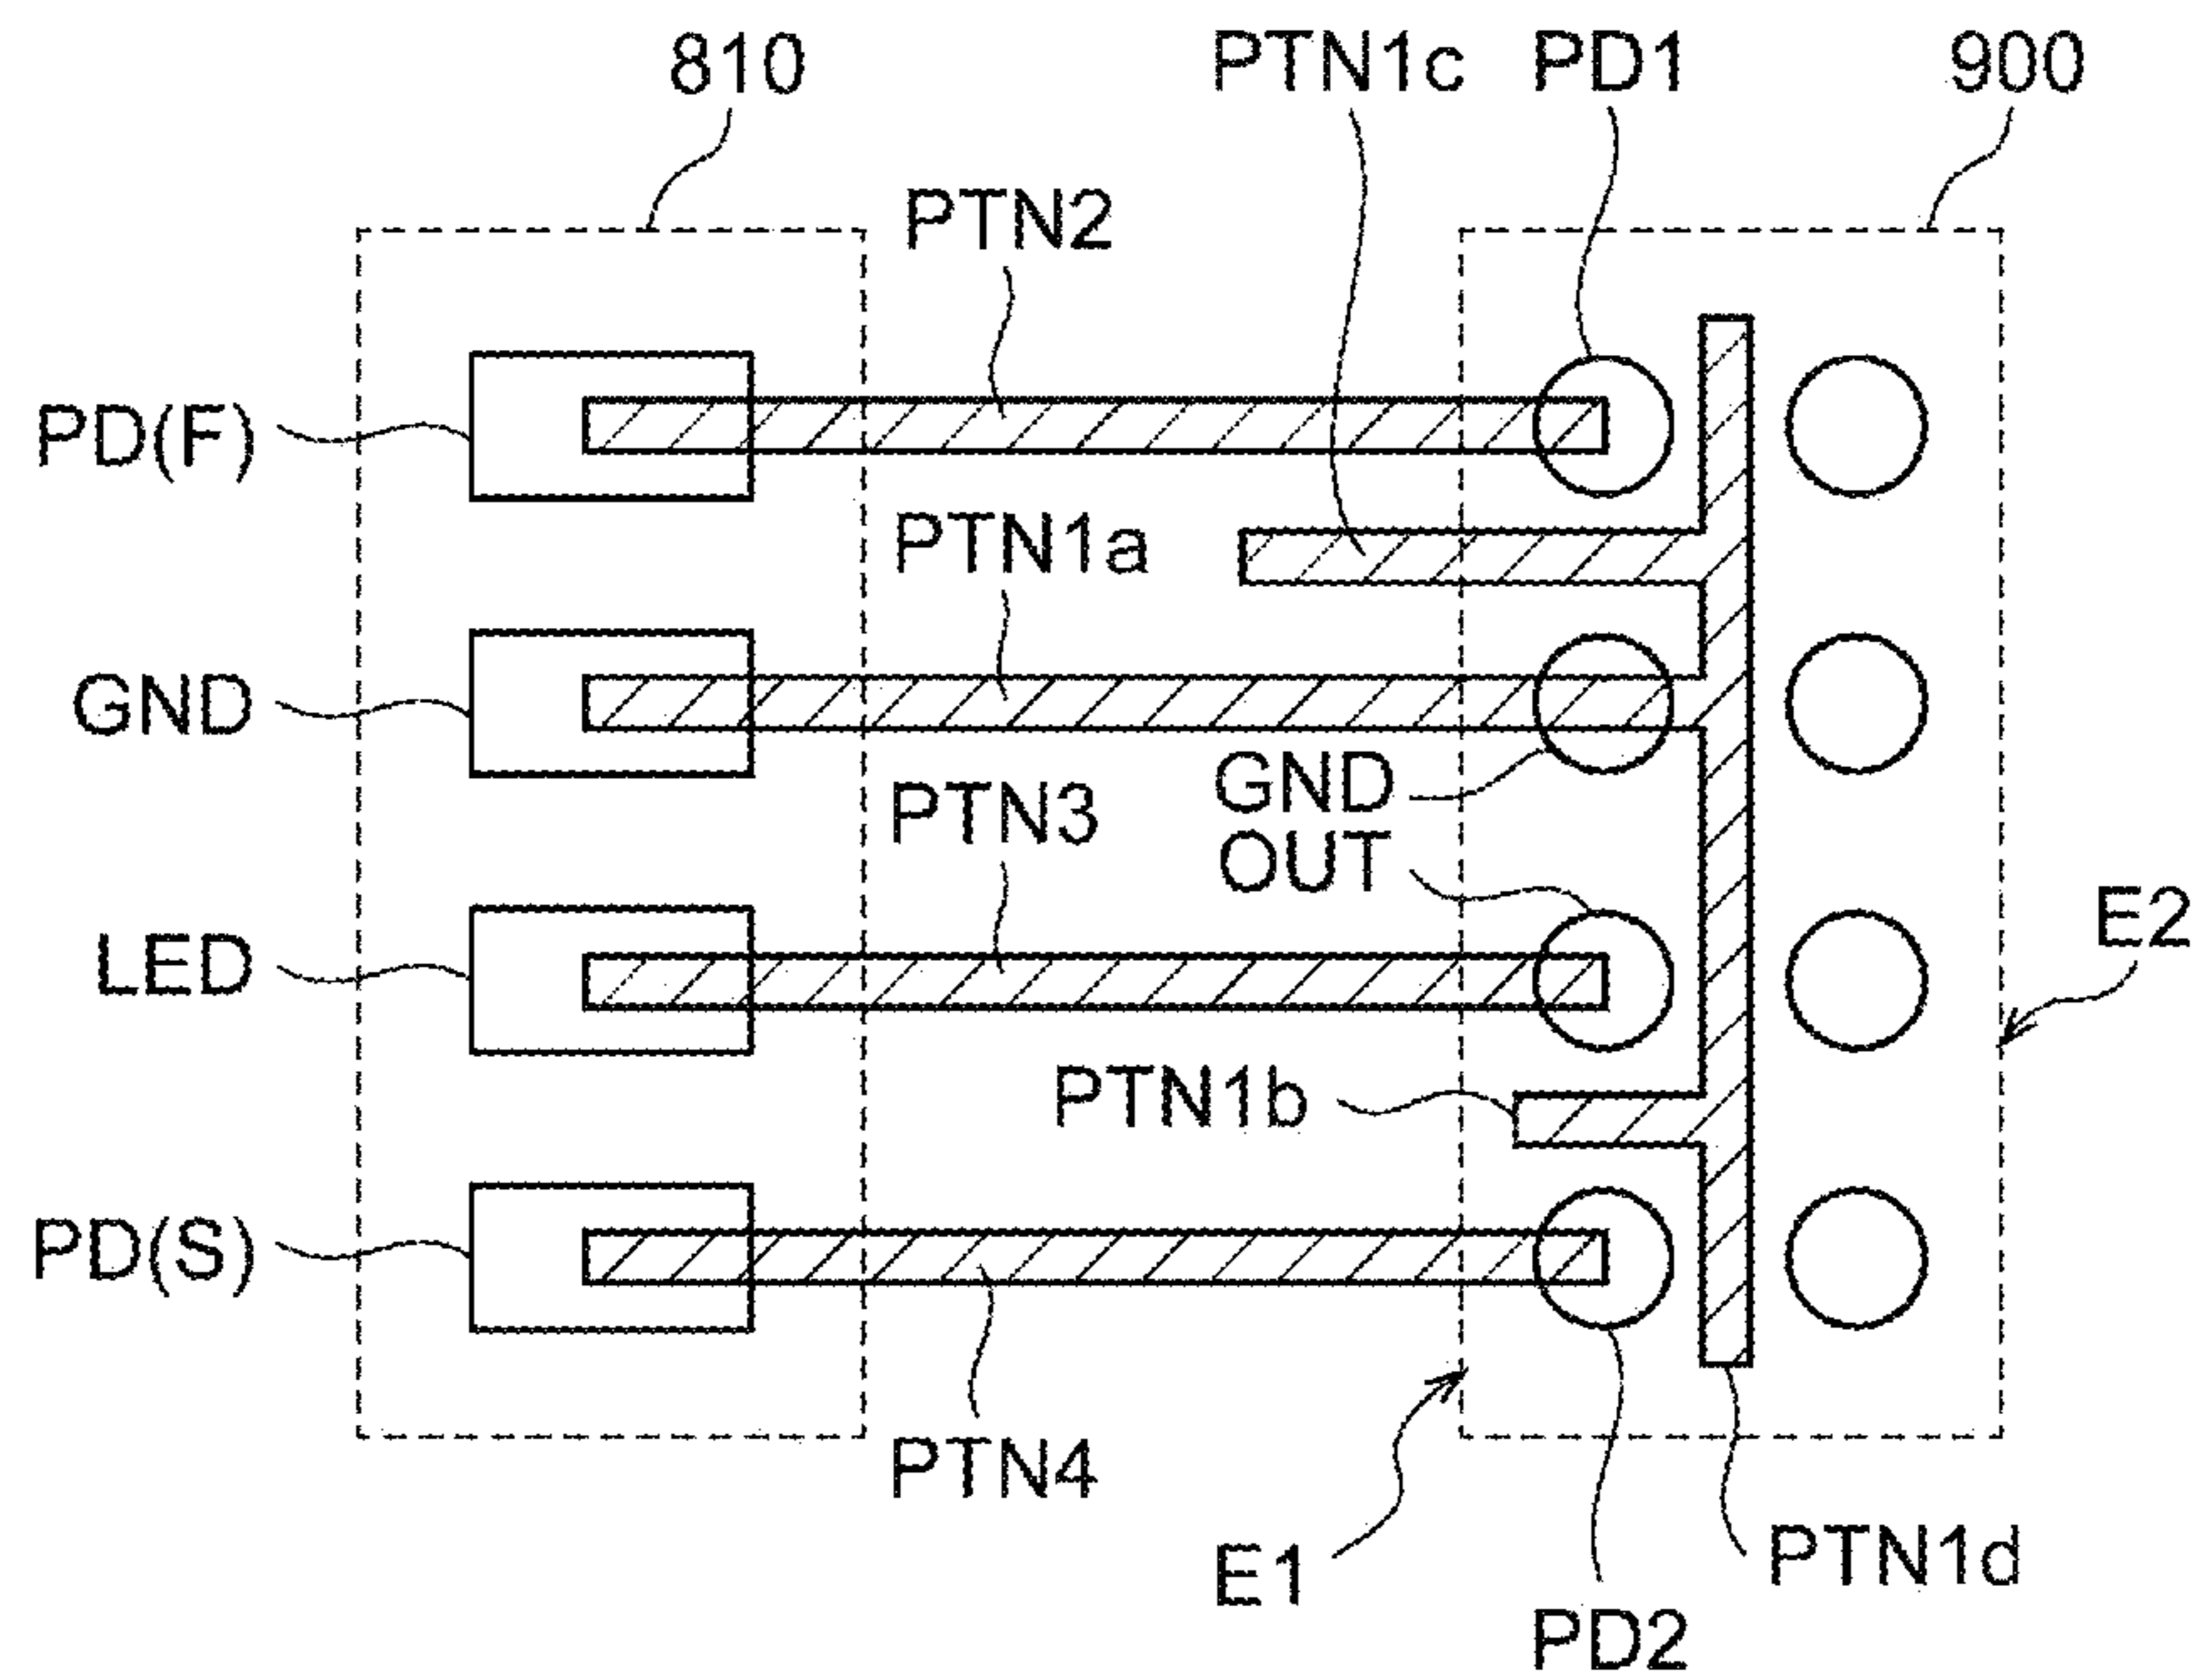 810
PTN1c
PD1
900
PTN2
PD(F)
PTN1a
GND
GND
PTN3
OUT
E2
LED
PTN1b
PD(S)
PTN4
E1
PTN1d
PD2